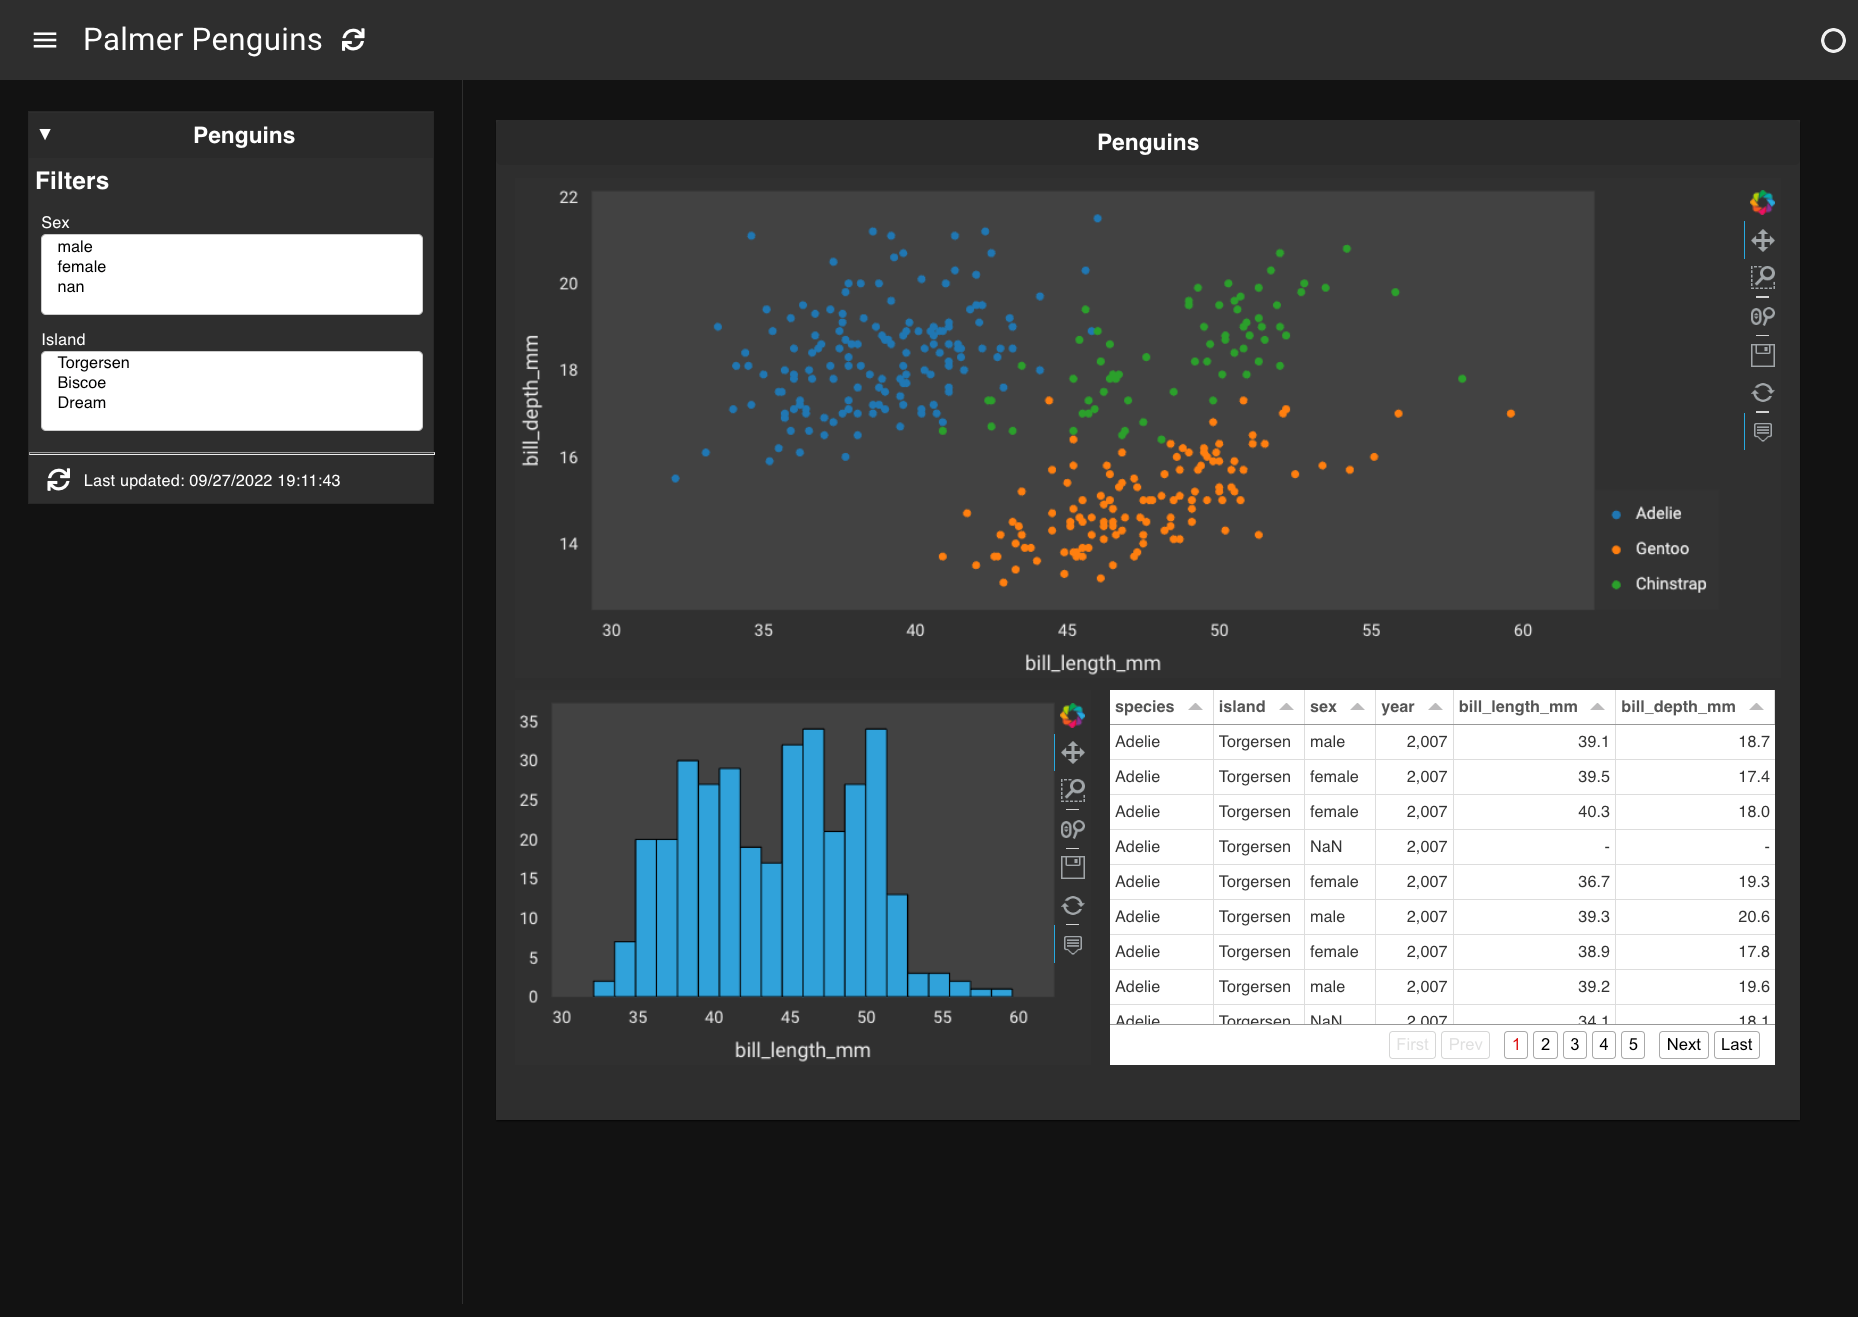 Palmer Penguins
▼ Penguins
Filters
Sex
male
female
nan
Island
Torgersen
Biscoe
Dream
Last updated: 09/27/2022 19:11:43
Penguins
22
20
18
16
14
bill_depth_mm
30 35 40 45 50 55 60
bill_length_mm
Adelie
Gentoo
Chinstrap
35
30
25
20
15
10
5
0
30 35 40 45 50 55 60
bill_length_mm
species island sex year bill_length_mm bill_depth_mm
Adelie Torgersen male 2,007 39.1 18.7
Adelie Torgersen female 2,007 39.5 17.4
Adelie Torgersen female 2,007 40.3 18.0
Adelie Torgersen NaN 2,007 - -
Adelie Torgersen female 2,007 36.7 19.3
Adelie Torgersen male 2,007 39.3 20.6
Adelie Torgersen female 2,007 38.9 17.8
Adelie Torgersen male 2,007 39.2 19.6
Adelie Torgersen NaN 2,007 34.1 18.1
First Prev 1 2 3 4 5 Next Last